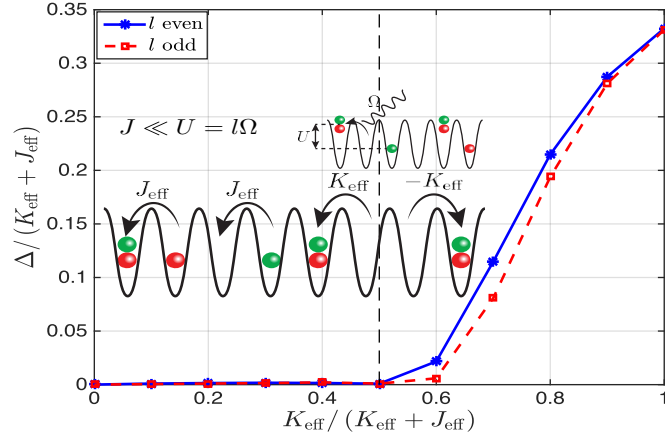 0.35
0.3
0.25
0.2
0.15
0.1
0.05
0
Δ/(K_eff + J_eff)
l even
l odd
J ≪ U = lΩ
Ω
U
J_eff
J_eff
K_eff
−K_eff
0
0.2
0.4
0.6
0.8
1
K_eff/(K_eff + J_eff)